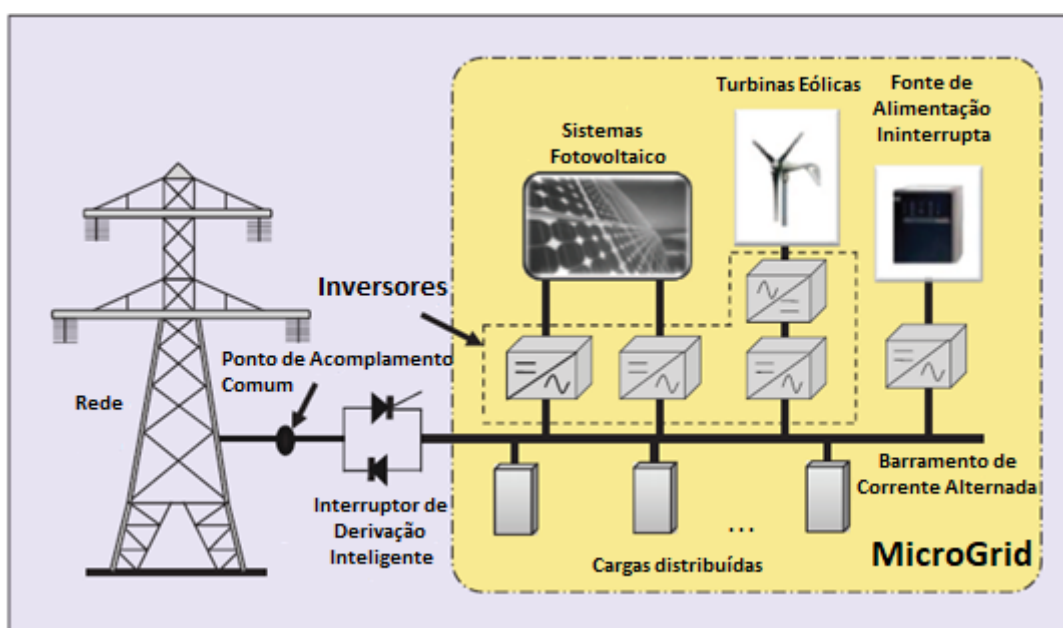 Turbinas Eólicas
Fonte de
Alimentação
Ininterrupta
Sistemas
Fotovoltaico
Inversores
Ponto de Acomplamento
Comum
Rede
Interruptor de
Derivação
Inteligente
Barramento de
Corrente Alternada
...
Cargas distribuídas
MicroGrid